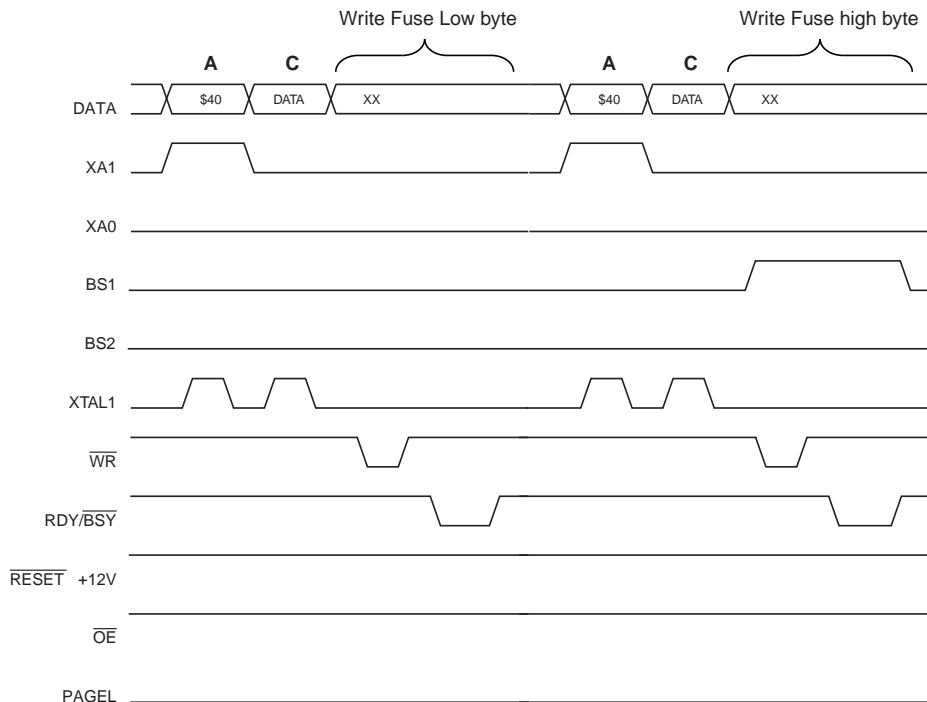 Write Fuse Low byte
Write Fuse high byte
A
C
A
C
DATA
$40
DATA
XX
$40
DATA
XX
XA1
XA0
BS1
BS2
XTAL1
WR
RDY/BSY
RESET +12V
OE
PAGEL